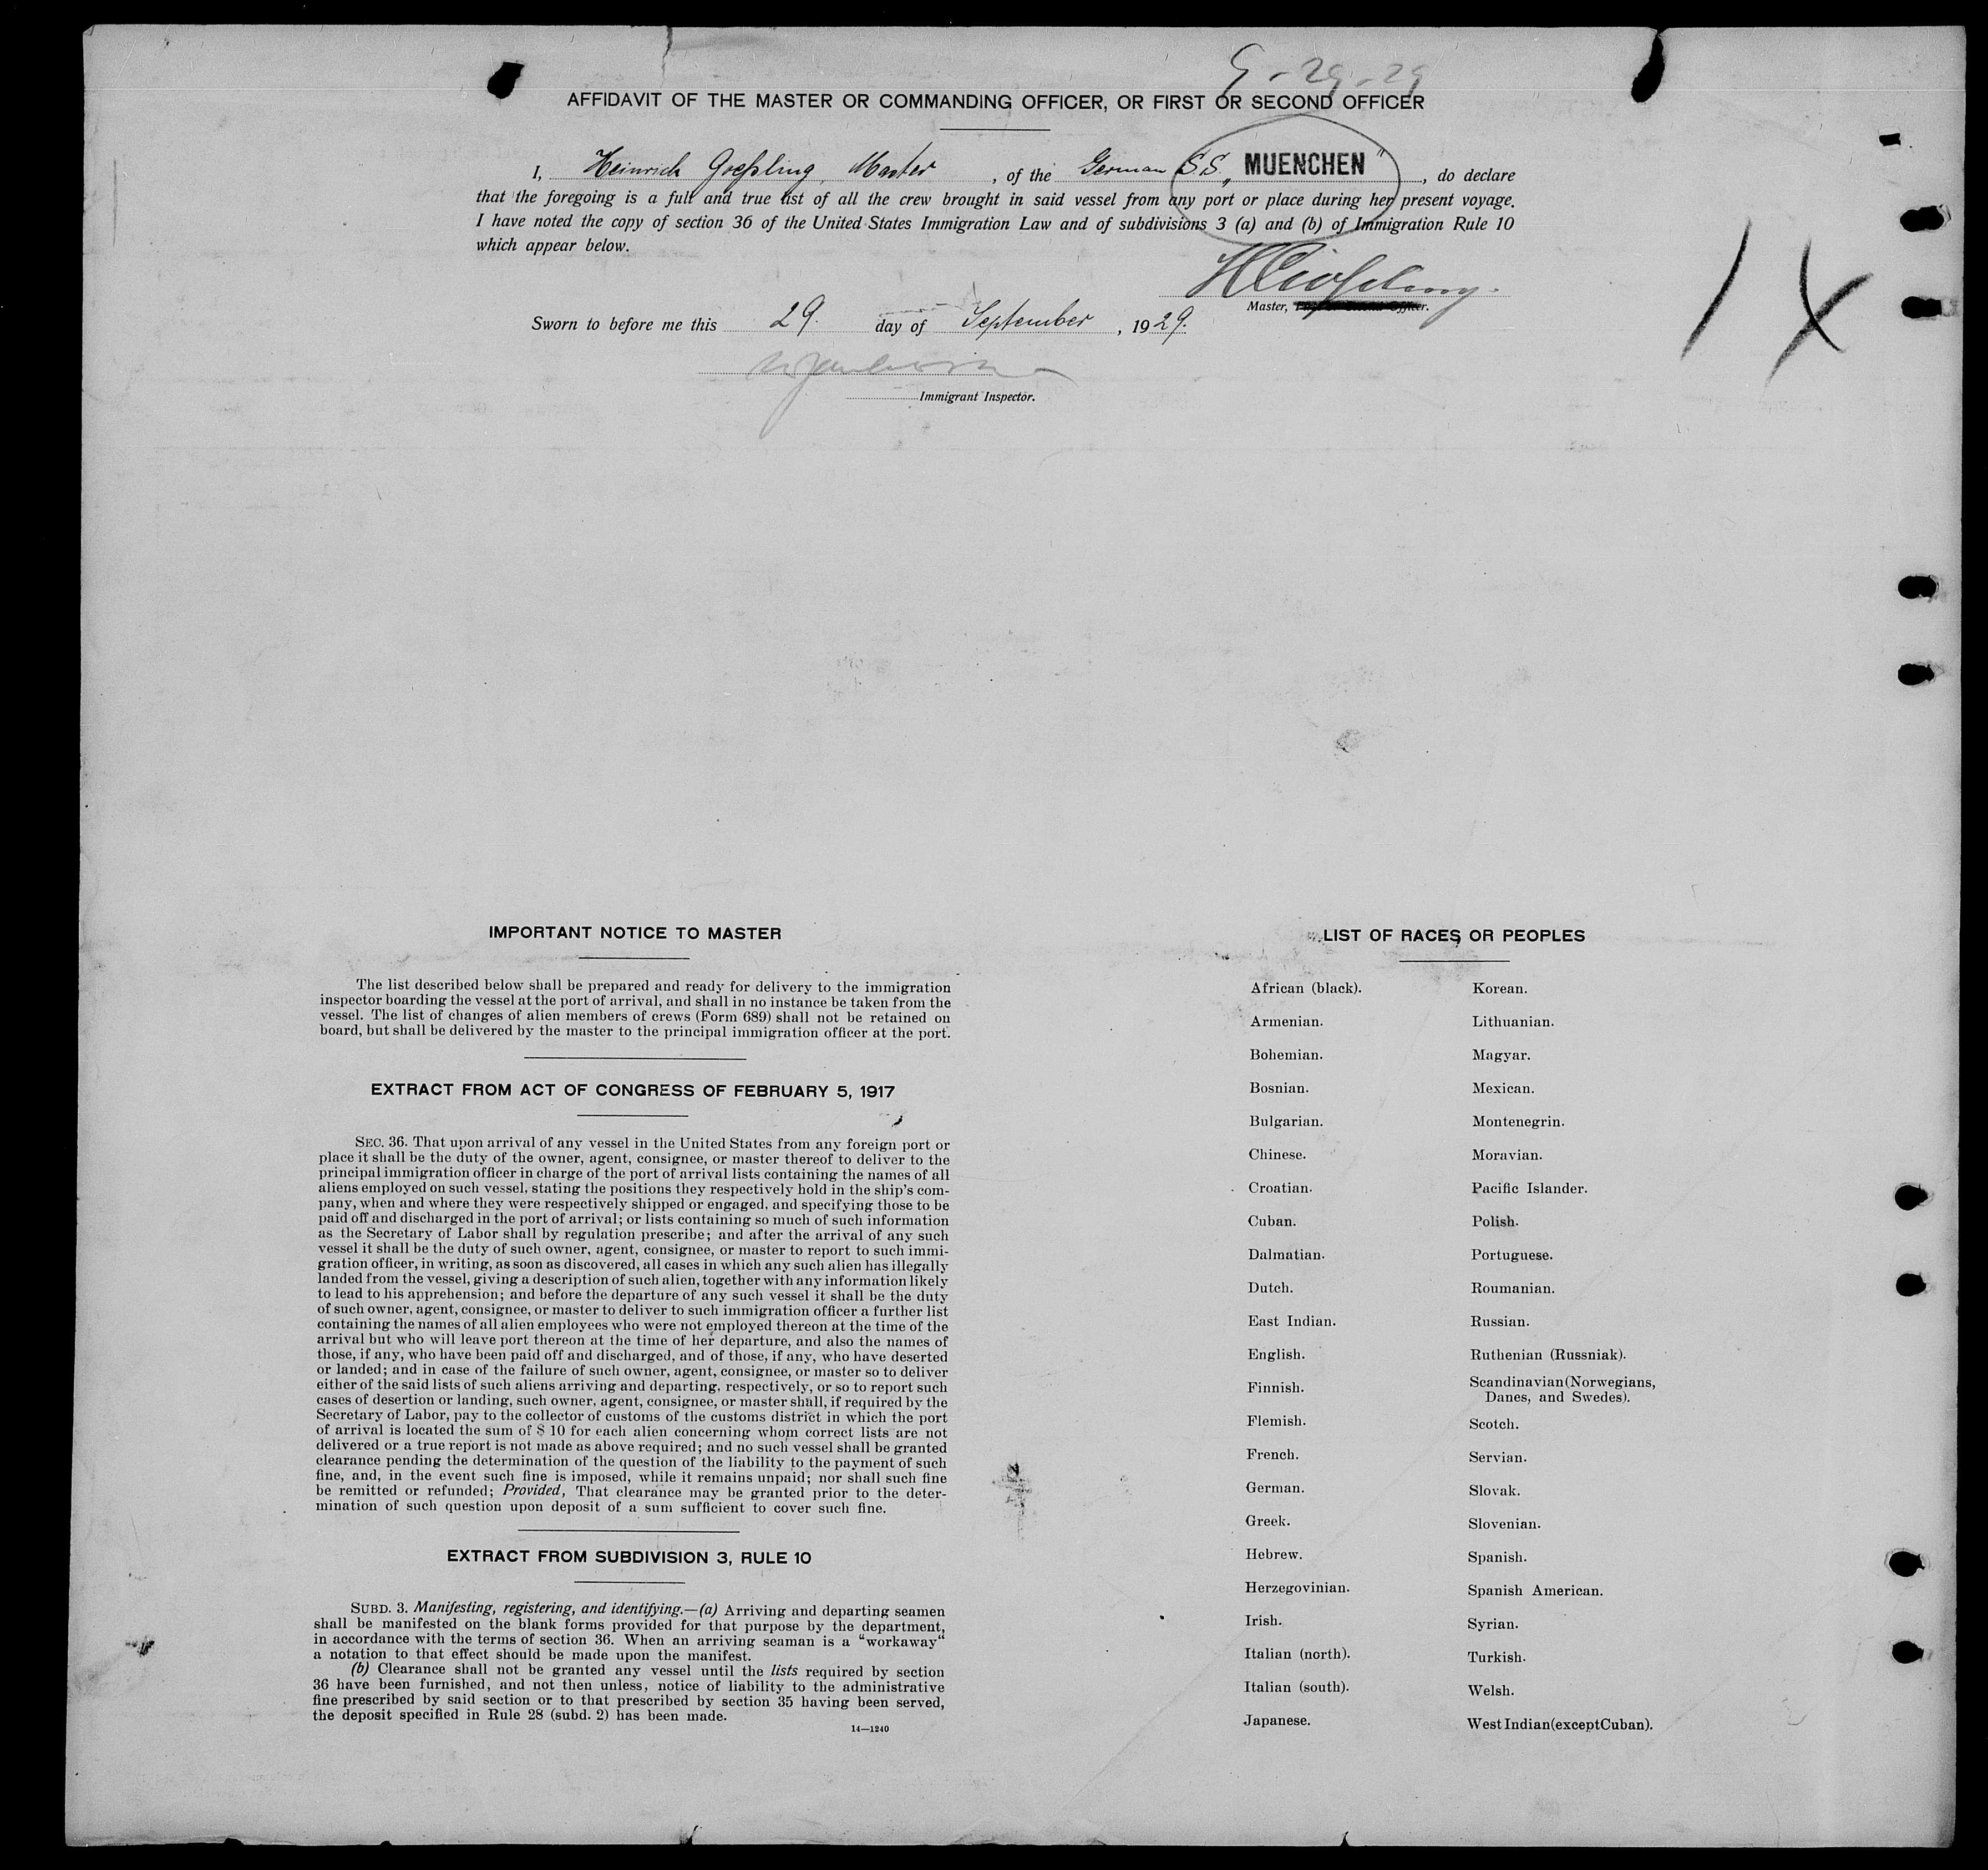 9-29-29
AFFIDAVIT OF THE MASTER OR COMMANDING OFFICER, OR FIRST OR SECOND OFFICER
I, Heinrich Goeßling, Master, of the German S.S. „MUENCHEN", do declare
that the foregoing is a full and true list of all the crew brought in said vessel from any port or place during her present voyage.
I have noted the copy of section 36 of the United States Immigration Law and of subdivisions 3 (a) and (b) of Immigration Rule 10
which appear below.
Master,
Sworn to before me this 29. day of September, 1929.
Immigrant Inspector.
14
IMPORTANT NOTICE TO MASTER
The list described below shall be prepared and ready for delivery to the immigration
inspector boarding the vessel at the port of arrival, and shall in no instance be taken from the
vessel. The list of changes of alien members of crews (Form 689) shall not be retained on
board, but shall be delivered by the master to the principal immigration officer at the port.
EXTRACT FROM ACT OF CONGRESS OF FEBRUARY 5, 1917
SEC. 36. That upon arrival of any vessel in the United States from any foreign port or
place it shall be the duty of the owner, agent, consignee, or master thereof to deliver to the
principal immigration officer in charge of the port of arrival lists containing the names of all
aliens employed on such vessel, stating the positions they respectively hold in the ship's com-
pany, when and where they were respectively shipped or engaged, and specifying those to be
paid off and discharged in the port of arrival; or lists containing so much of such information
as the Secretary of Labor shall by regulation prescribe; and after the arrival of any such
vessel it shall be the duty of such owner, agent, consignee, or master to report to such immi-
gration officer, in writing, as soon as discovered, all cases in which any such alien has illegally
landed from the vessel, giving a description of such alien, together with any information likely
to lead to his apprehension; and before the departure of any such vessel it shall be the duty
of such owner, agent, consignee, or master to deliver to such immigration officer a further list
containing the names of all alien employees who were not employed thereon at the time of the
arrival but who will leave port thereon at the time of her departure, and also the names of
those, if any, who have been paid off and discharged, and of those, if any, who have deserted
or landed; and in case of the failure of such owner, agent, consignee, or master so to deliver
either of the said lists of such aliens arriving and departing, respectively, or so to report such
cases of desertion or landing, such owner, agent, consignee, or master shall, if required by the
Secretary of Labor, pay to the collector of customs of the customs district in which the port
of arrival is located the sum of $ 10 for each alien concerning whom correct lists are not
delivered or a true report is not made as above required; and no such vessel shall be granted
clearance pending the determination of the question of the liability to the payment of such
fine, and, in the event such fine is imposed, while it remains unpaid; nor shall such fine
be remitted or refunded; Provided, That clearance may be granted prior to the deter-
mination of such question upon deposit of a sum sufficient to cover such fine.
EXTRACT FROM SUBDIVISION 3, RULE 10
SUBD. 3. Manifesting, registering, and identifying.—(a) Arriving and departing seamen
shall be manifested on the blank forms provided for that purpose by the department,
in accordance with the terms of section 36. When an arriving seaman is a “workaway“
a notation to that effect should be made upon the manifest.
(b) Clearance shall not be granted any vessel until the lists required by section
36 have been furnished, and not then unless, notice of liability to the administrative
fine prescribed by said section or to that prescribed by section 35 having been served,
the deposit specified in Rule 28 (subd. 2) has been made.
14—1240
LIST OF RACES OR PEOPLES
African (black).
Armenian.
Bohemian.
Bosnian.
Bulgarian.
Chinese.
Croatian.
Cuban.
Dalmatian.
Dutch.
East Indian.
English.
Finnish.
Flemish.
French.
German.
Greek.
Hebrew.
Herzegovinian.
Irish.
Italian (north).
Italian (south).
Japanese.
Korean.
Lithuanian.
Magyar.
Mexican.
Montenegrin.
Moravian.
Pacific Islander.
Polish.
Portuguese.
Roumanian.
Russian.
Ruthenian (Russniak).
Scandinavian (Norwegians,
Danes, and Swedes).
Scotch.
Servian.
Slovak.
Slovenian.
Spanish.
Spanish American.
Syrian.
Turkish.
Welsh.
West Indian (except Cuban).